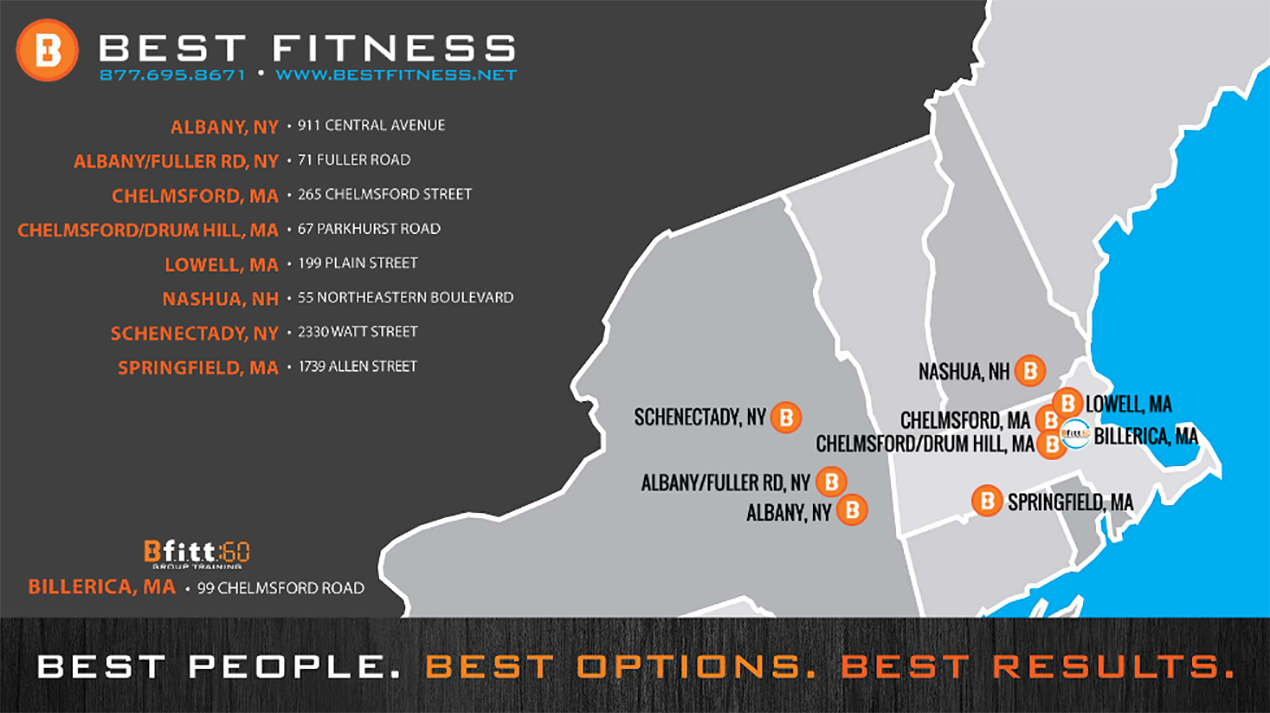 B BEST FITNESS
877.695.8671 • WWW.BESTFITNESS.NET
ALBANY, NY • 911 CENTRAL AVENUE
ALBANY/FULLER RD, NY • 71 FULLER ROAD
CHELMSFORD, MA • 265 CHELMSFORD STREET
CHELMSFORD/DRUM HILL, MA • 67 PARKHURST ROAD
LOWELL, MA • 199 PLAIN STREET
NASHUA, NH • 55 NORTHEASTERN BOULEVARD
SCHENECTADY, NY • 2330 WATT STREET
SPRINGFIELD, MA • 1739 ALLEN STREET
NASHUA, NH B
B LOWELL, MA
SCHENECTADY, NY B
CHELMSFORD, MA B
Bfitt:60 BILLERICA, MA
CHELMSFORD/DRUM HILL, MA B
ALBANY/FULLER RD, NY B
B SPRINGFIELD, MA
ALBANY, NY B
Bf.i.t.t:60
GROUP TRAINING
BILLERICA, MA • 99 CHELMSFORD ROAD
BEST PEOPLE. BEST OPTIONS. BEST RESULTS.